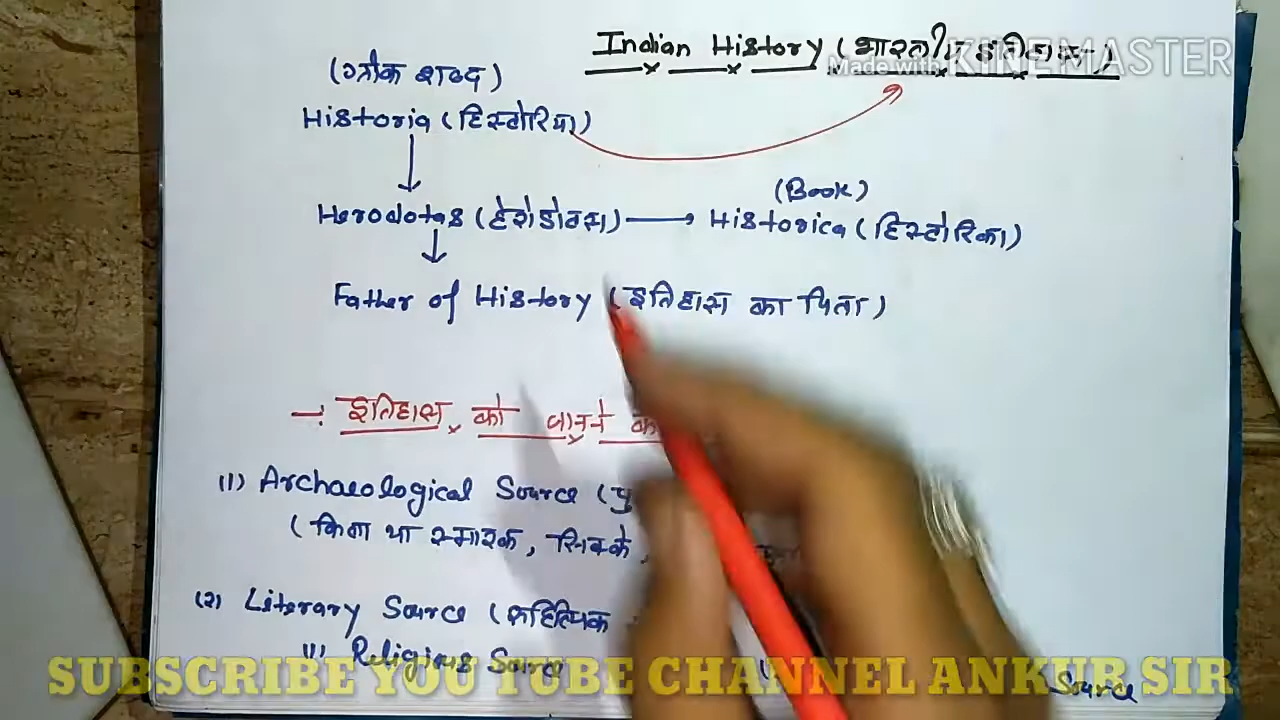 Indian History (भारतीय इतिहास)
Made with KINEMASTER
(ग्रीक शब्द)
Historia (हिस्टोरिया)
(Book)
Herodotas (हेरोडोटस) → Historica (हिस्टोरिका)
Father of History (इतिहास का पिता)
इतिहास को जानने
(1) Archaeological Source (पु
(किला या स्मारक, सिक्के,
(2) Literary Source (साहित्यिक
(1) Religious Source
Source
SUBSCRIBE YOU TUBE CHANNEL ANKUR SIR